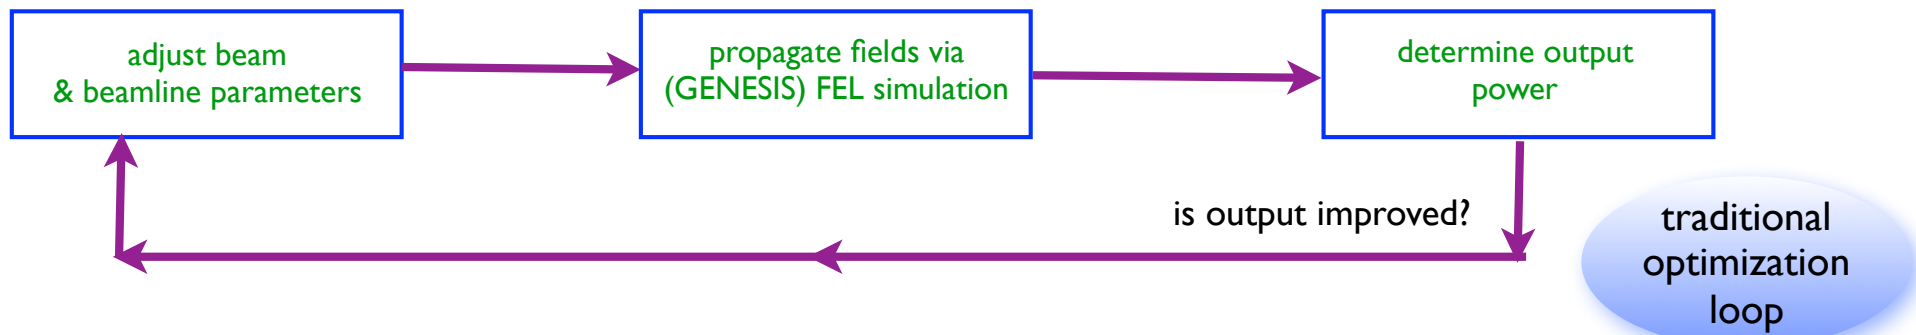 adjust beam
& beamline parameters
propagate fields via
(GENESIS) FEL simulation
determine output
power
is output improved?
traditional
optimization
loop